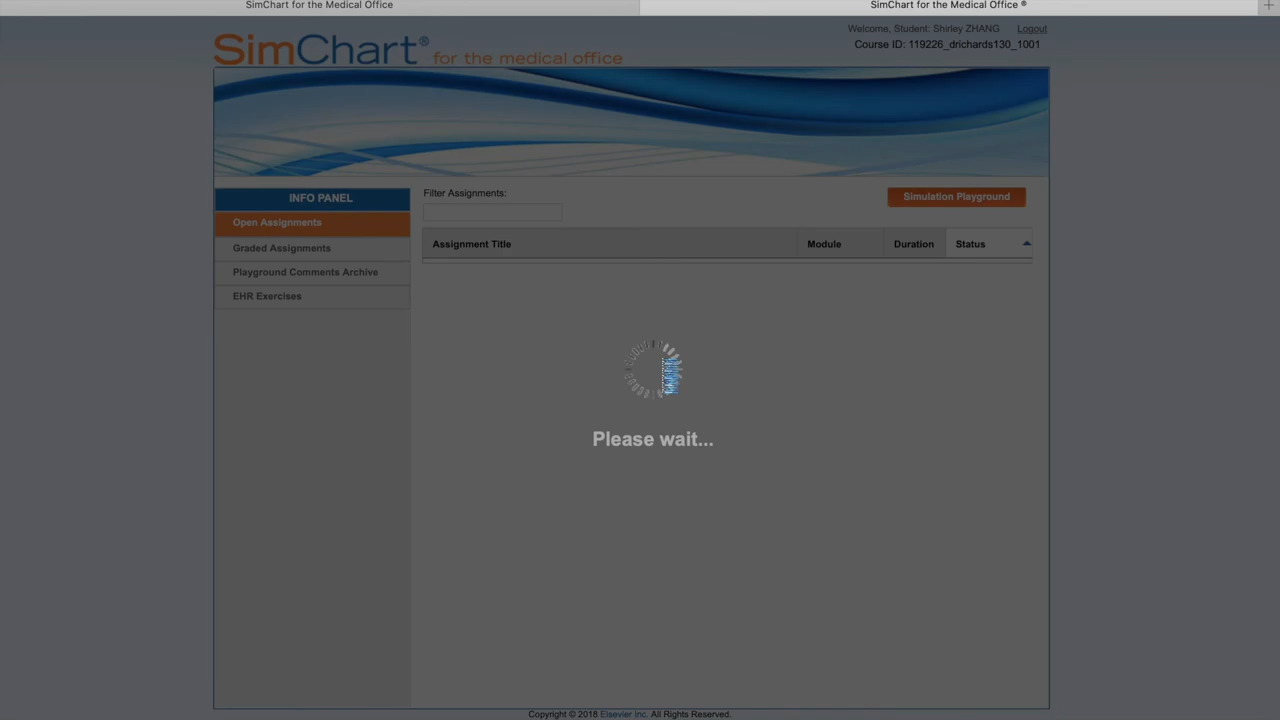 SimChart for the Medical Office
SimChart for the Medical Office ®
Welcome, Student: Shirley ZHANG Logout
Course ID: 119226_drichards130_1001
SimChart® for the medical office
INFO PANEL
Open Assignments
Graded Assignments
Playground Comments Archive
EHR Exercises
Filter Assignments:
Simulation Playground
Assignment Title Module Duration Status
Please wait...
Copyright © 2018 Elsevier Inc. All Rights Reserved.